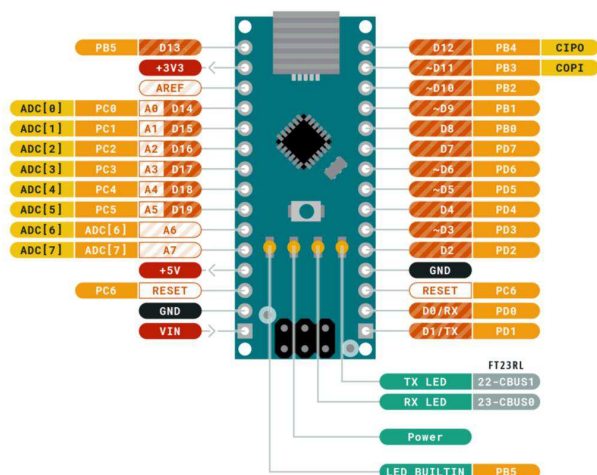 PB5 D13
+3V3
AREF
ADC[0] PC0 A0 D14
ADC[1] PC1 A1 D15
ADC[2] PC2 A2 D16
ADC[3] PC3 A3 D17
ADC[4] PC4 A4 D18
ADC[5] PC5 A5 D19
ADC[6] ADC[6] A6
ADC[7] ADC[7] A7
+5V
PC6 RESET
GND
VIN
D12 PB4 CIPO
~D11 PB3 COPI
~D10 PB2
~D9 PB1
D8 PB0
D7 PD7
~D6 PD6
~D5 PD5
D4 PD4
~D3 PD3
D2 PD2
GND
RESET PC6
D0/RX PD0
D1/TX PD1
FT23RL
TX LED 22-CBUS1
RX LED 23-CBUS0
Power
LED BUILTIN PB5